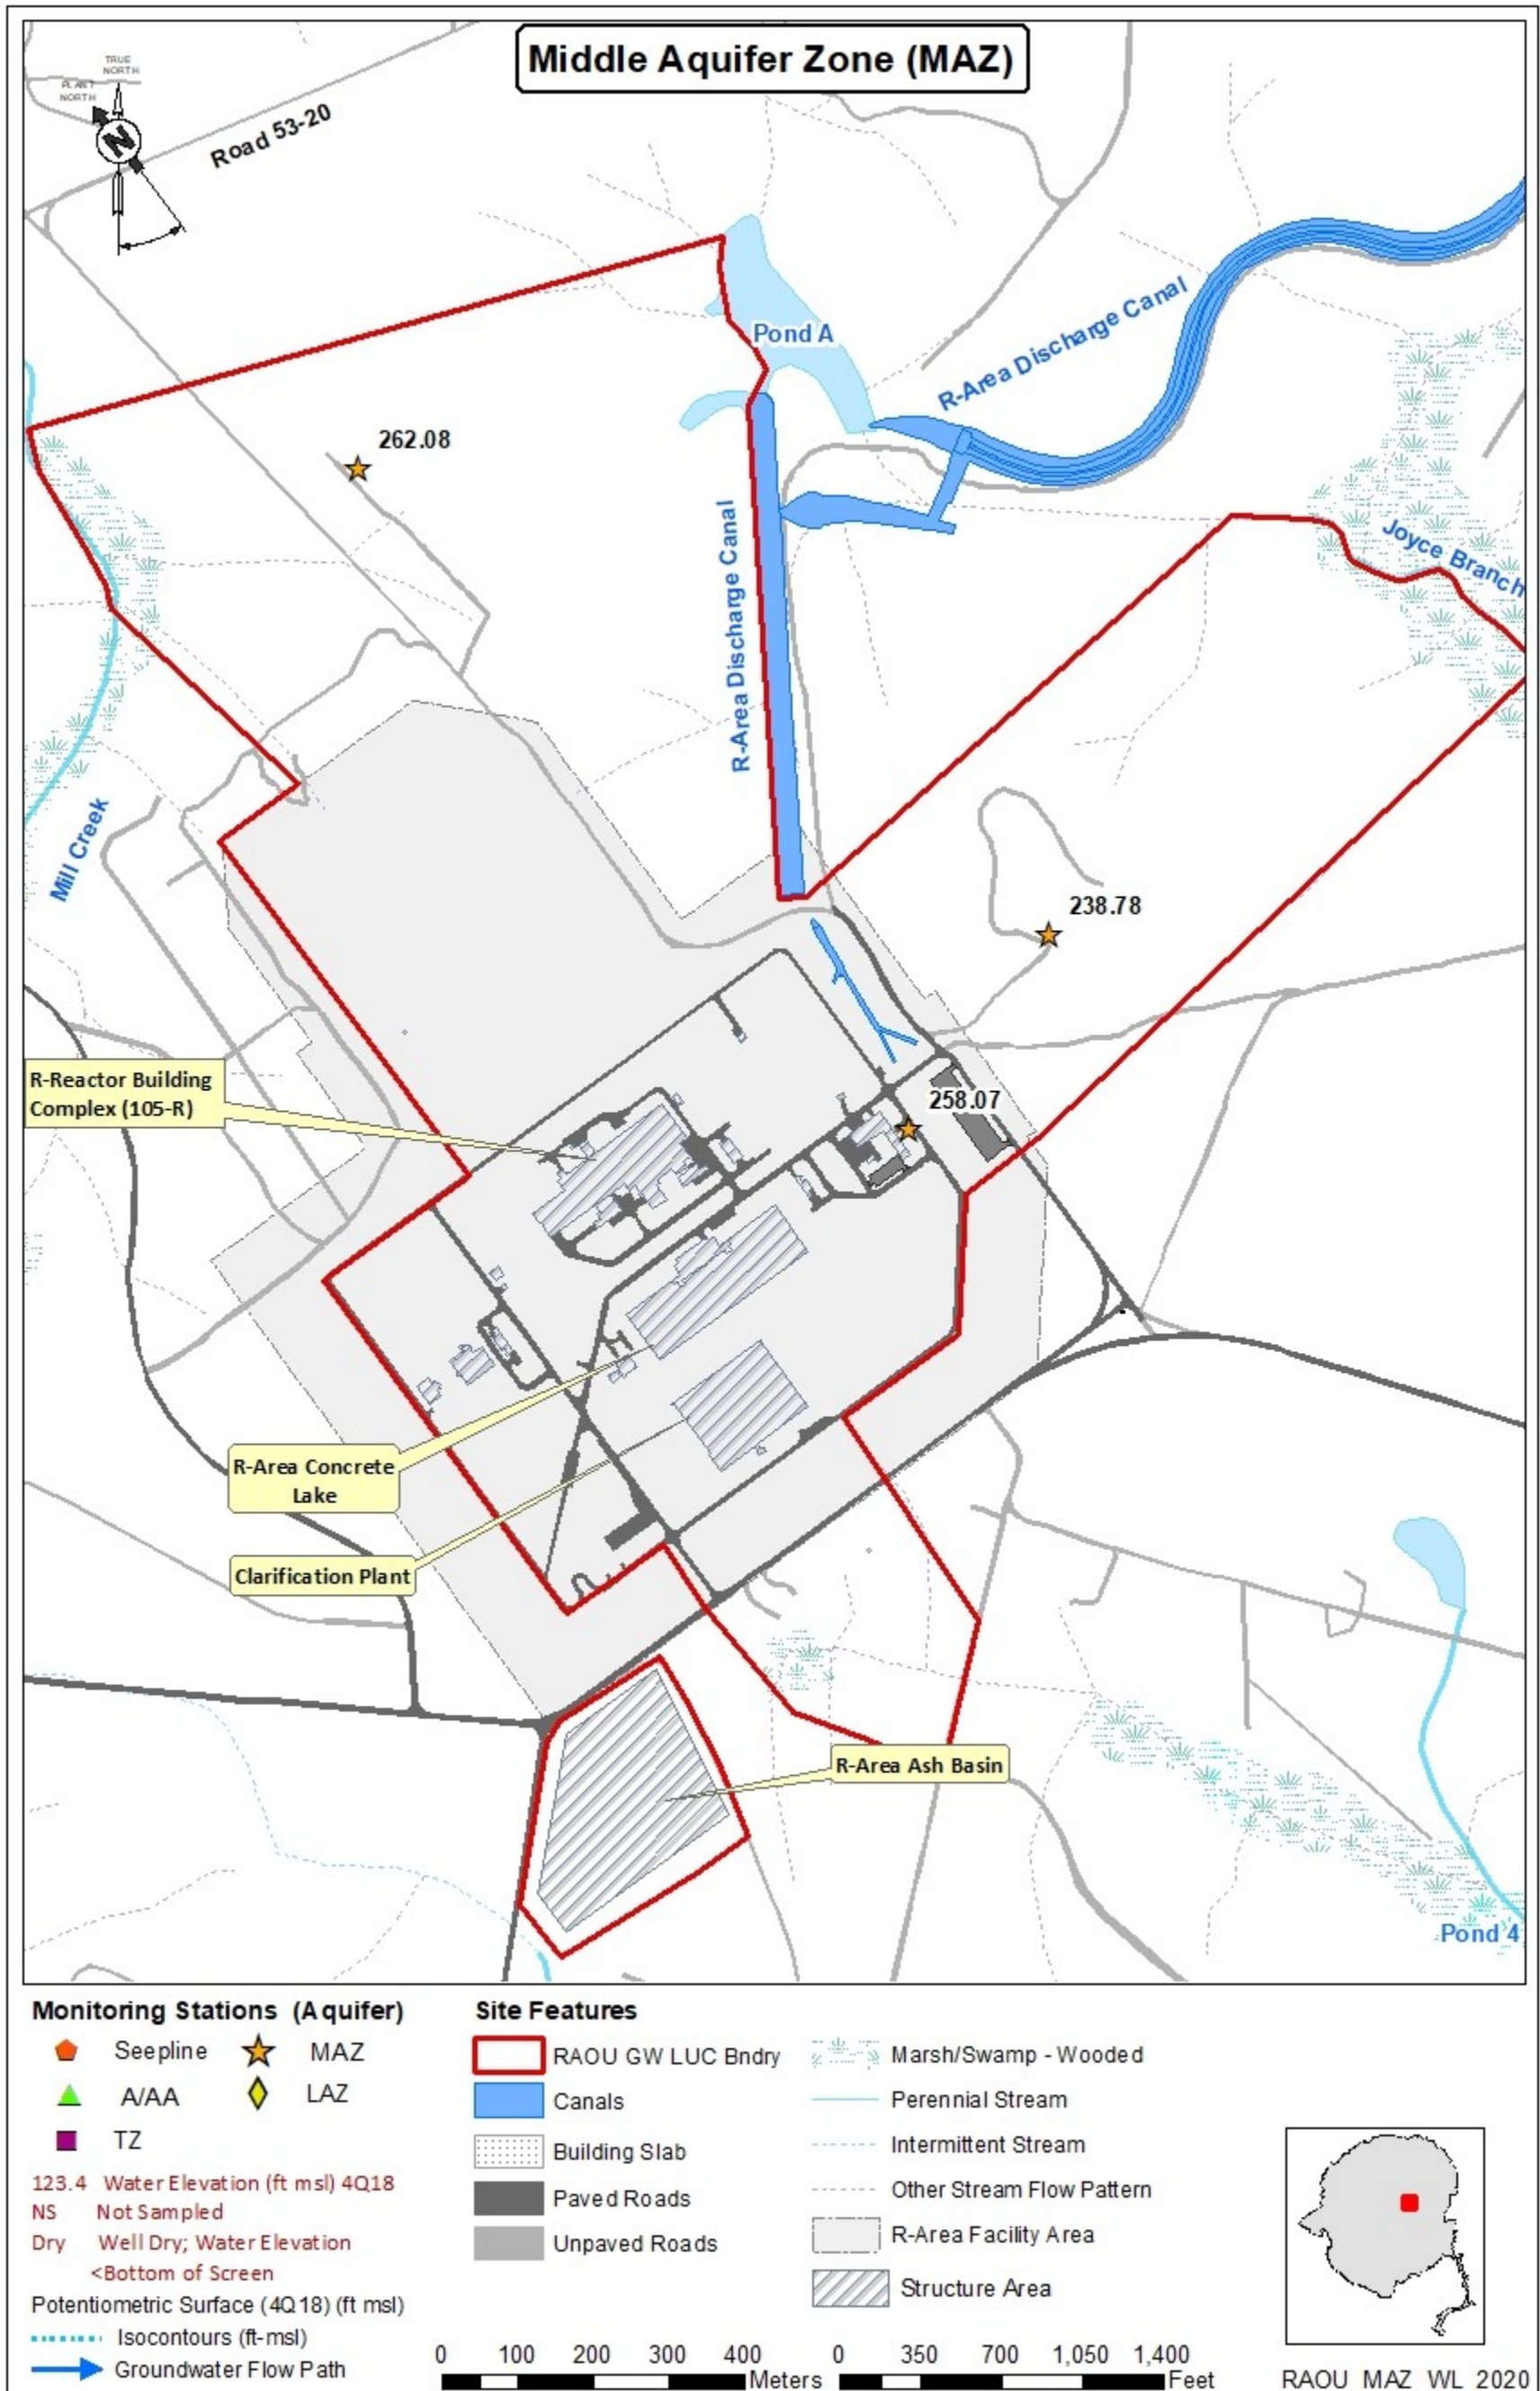 Middle Aquifer Zone (MAZ)
TRUE
NORTH
PLANT
NORTH
N
Road 53-20
Pond A
R-Area Discharge Canal
262.08
R-Area Discharge Canal
Joyce Branch
Mill Creek
238.78
R-Reactor Building
Complex (105-R)
258.07
R-Area Concrete
Lake
Clarification Plant
R-Area Ash Basin
Pond 4
Monitoring Stations (Aquifer)
Seepline
MAZ
A/AA
LAZ
TZ
123.4 Water Elevation (ft msl) 4Q18
NS Not Sampled
Dry Well Dry; Water Elevation
<Bottom of Screen
Potentiometric Surface (4Q18) (ft msl)
Isocontours (ft-msl)
Groundwater Flow Path
Site Features
RAOU GW LUC Bndry
Canals
Building Slab
Paved Roads
Unpaved Roads
Marsh/Swamp - Wooded
Perennial Stream
Intermittent Stream
Other Stream Flow Pattern
R-Area Facility Area
Structure Area
0 100 200 300 400
Meters
0 350 700 1,050 1,400
Feet
RAOU MAZ WL 2020